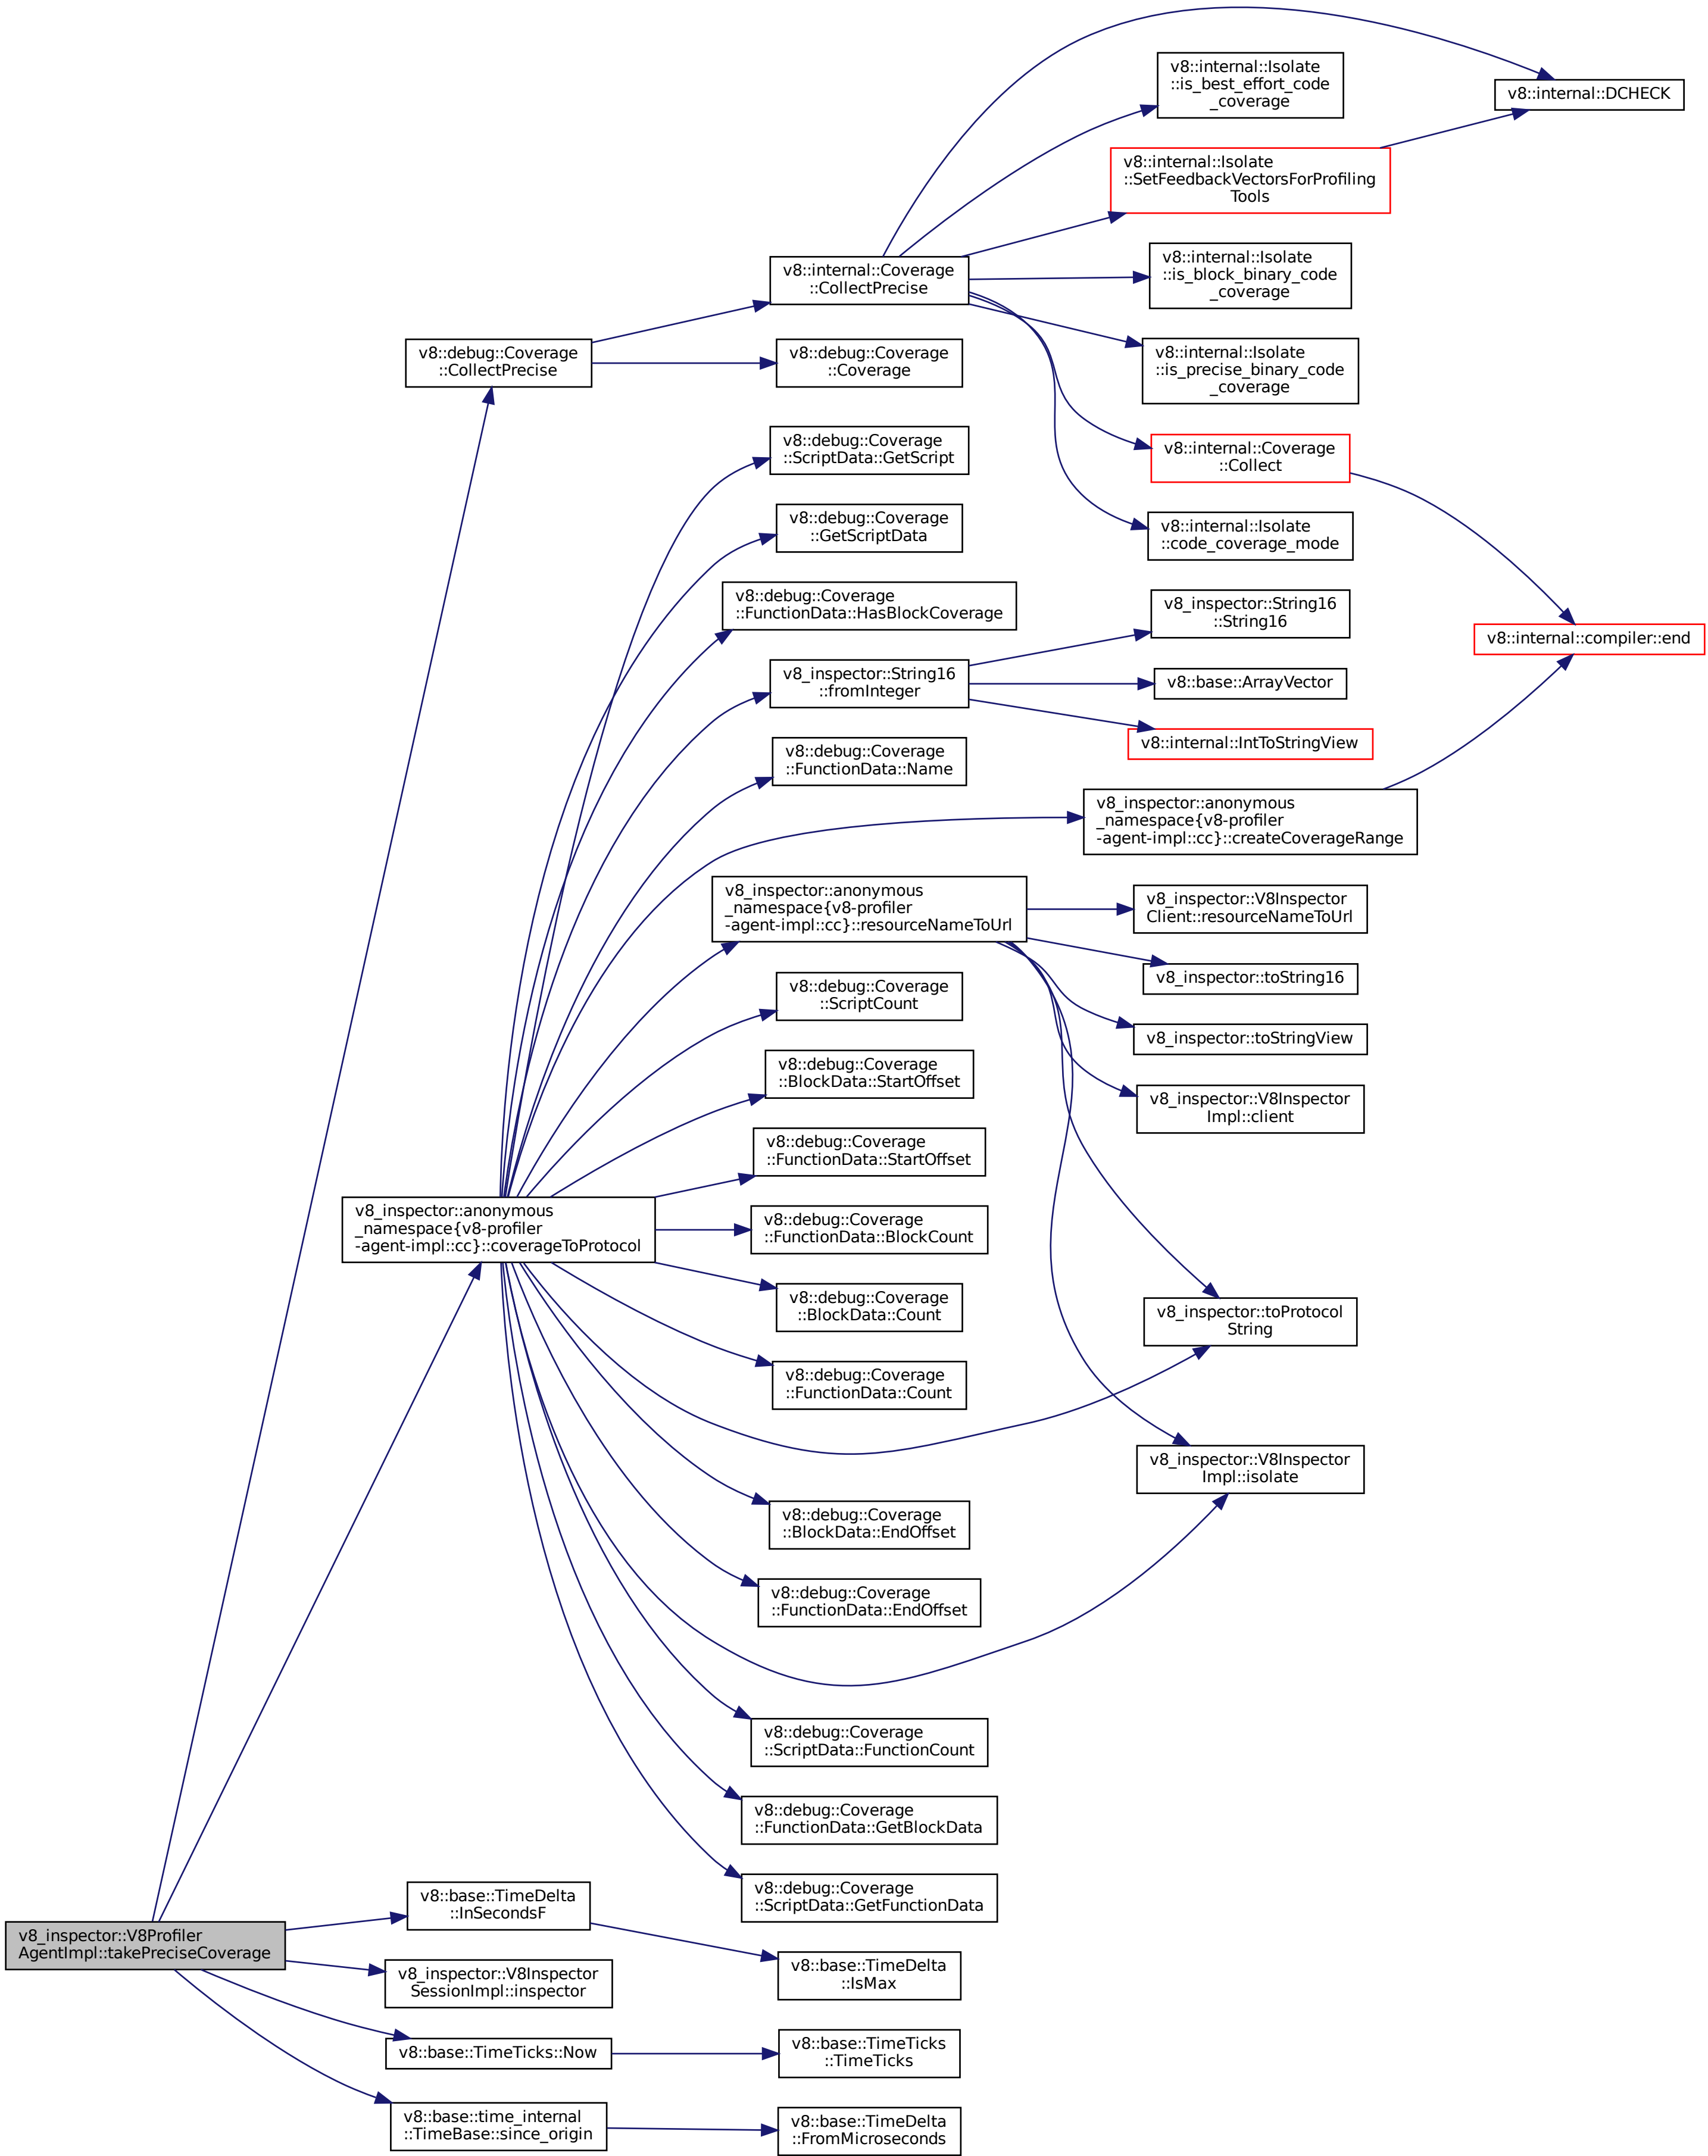 v8::internal::Isolate
::is_best_effort_code
_coverage
v8::internal::DCHECK
v8::internal::Isolate
::SetFeedbackVectorsForProfiling
Tools
v8::internal::Coverage
::CollectPrecise
v8::internal::Isolate
::is_block_binary_code
_coverage
v8::debug::Coverage
::CollectPrecise
v8::debug::Coverage
::Coverage
v8::internal::Isolate
::is_precise_binary_code
_coverage
v8::debug::Coverage
::ScriptData::GetScript
v8::internal::Coverage
::Collect
v8::debug::Coverage
::GetScriptData
v8::internal::Isolate
::code_coverage_mode
v8::debug::Coverage
::FunctionData::HasBlockCoverage
v8_inspector::String16
::String16
v8::internal::compiler::end
v8_inspector::String16
::fromInteger
v8::base::ArrayVector
v8::internal::IntToStringView
v8::debug::Coverage
::FunctionData::Name
v8_inspector::anonymous
_namespace{v8-profiler
-agent-impl::cc}::createCoverageRange
v8_inspector::anonymous
_namespace{v8-profiler
-agent-impl::cc}::resourceNameToUrl
v8_inspector::V8Inspector
Client::resourceNameToUrl
v8_inspector::toString16
v8::debug::Coverage
::ScriptCount
v8_inspector::toStringView
v8::debug::Coverage
::BlockData::StartOffset
v8_inspector::V8Inspector
Impl::client
v8::debug::Coverage
::FunctionData::StartOffset
v8_inspector::anonymous
_namespace{v8-profiler
-agent-impl::cc}::coverageToProtocol
v8::debug::Coverage
::FunctionData::BlockCount
v8::debug::Coverage
::BlockData::Count
v8_inspector::toProtocol
String
v8::debug::Coverage
::FunctionData::Count
v8_inspector::V8Inspector
Impl::isolate
v8::debug::Coverage
::BlockData::EndOffset
v8::debug::Coverage
::FunctionData::EndOffset
v8::debug::Coverage
::ScriptData::FunctionCount
v8::debug::Coverage
::FunctionData::GetBlockData
v8::debug::Coverage
::ScriptData::GetFunctionData
v8_inspector::V8Profiler
AgentImpl::takePreciseCoverage
v8::base::TimeDelta
::InSecondsF
v8_inspector::V8Inspector
SessionImpl::inspector
v8::base::TimeDelta
::IsMax
v8::base::TimeTicks::Now
v8::base::TimeTicks
::TimeTicks
v8::base::time_internal
::TimeBase::since_origin
v8::base::TimeDelta
::FromMicroseconds